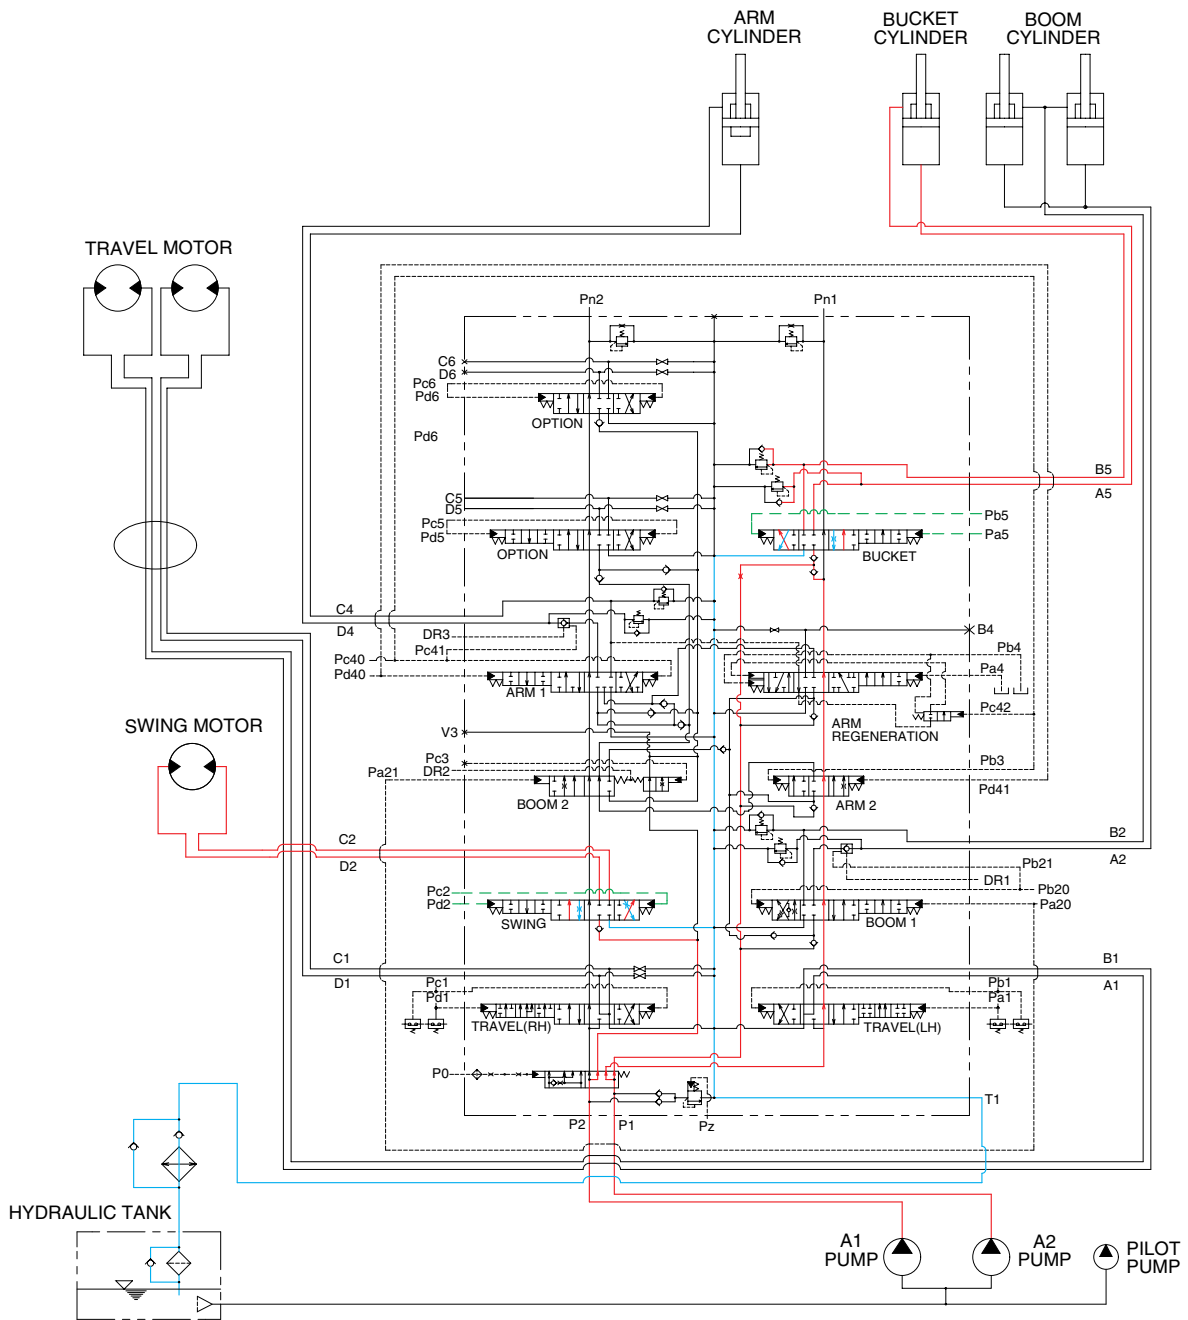 ARM
CYLINDER
BUCKET
CYLINDER
BOOM
CYLINDER
TRAVEL MOTOR
Pn2
Pn1
C6
D6
Pc6
Pd6
OPTION
Pd6
B5
A5
C5
D5
Pc5
Pd5
OPTION
Pb5
Pa5
BUCKET
C4
D4
DR3
Pc41
Pc40
Pd40
ARM 1
B4
Pb4
Pa4
Pc42
ARM
REGENERATION
SWING MOTOR
V3
Pc3
DR2
Pa21
BOOM 2
Pb3
Pd41
ARM 2
C2
D2
B2
A2
Pb21
DR1
Pc2
Pd2
SWING
Pb20
Pa20
BOOM 1
C1
D1
B1
A1
Pc1
Pd1
TRAVEL(RH)
Pb1
Pa1
TRAVEL(LH)
P0
P2
P1
Pz
T1
HYDRAULIC TANK
A1
PUMP
A2
PUMP
PILOT
PUMP